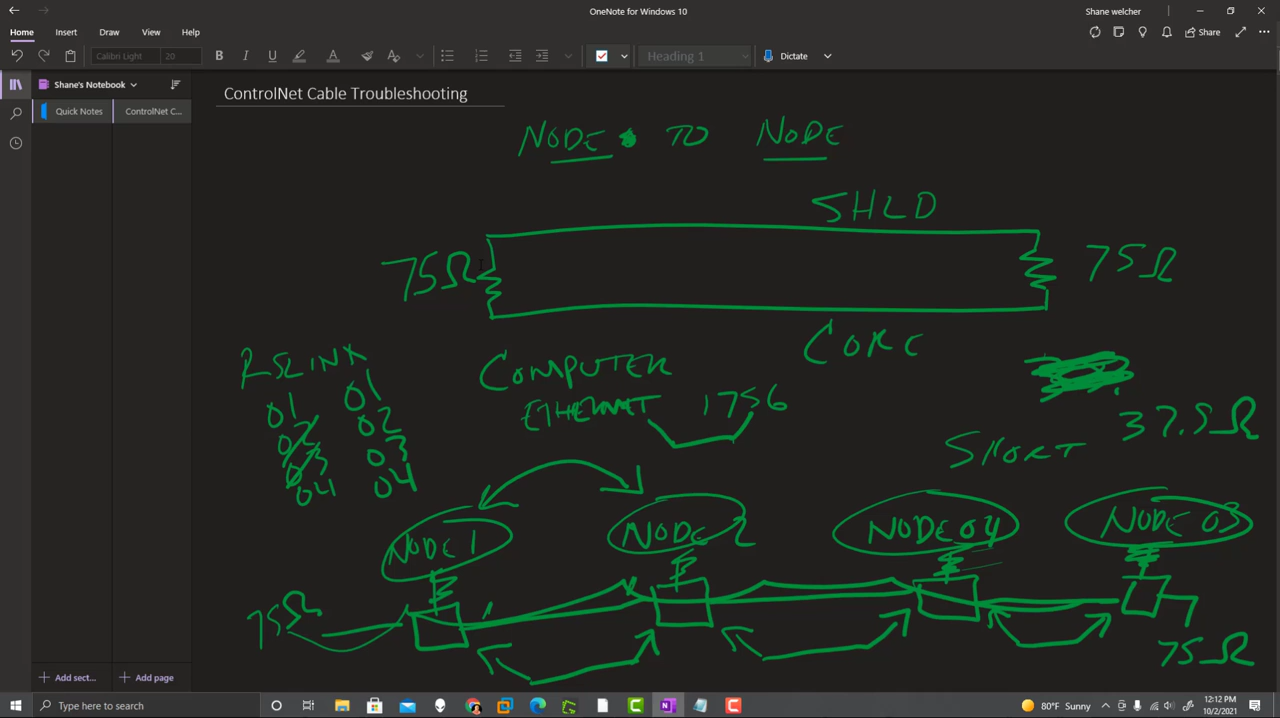 OneNote for Windows 10
Shane welcher
Home Insert Draw View Help
Share
Calibri Light 20
B I U A
Heading 1
Dictate
Shane's Notebook
Quick Notes
ControlNet C...
ControlNet Cable Troubleshooting
NODE TO NODE
SHLD
75Ω 75Ω
CORE
RSLINX
01 01
02 02
03 03
04 04
COMPUTER
ETHERNET 1756
SHORT 37.5Ω
NODE 1 NODE 2 NODE 04 NODE 03
75Ω
75Ω
Add sect...
Add page
Type here to search
80°F Sunny
12:12 PM
10/2/2021